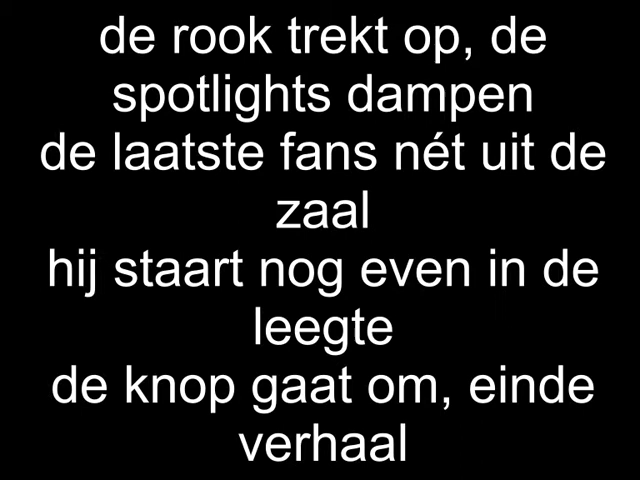 de rook trekt op, de
spotlights dampen
de laatste fans nét uit de
zaal
hij staart nog even in de
leegte
de knop gaat om, einde
verhaal